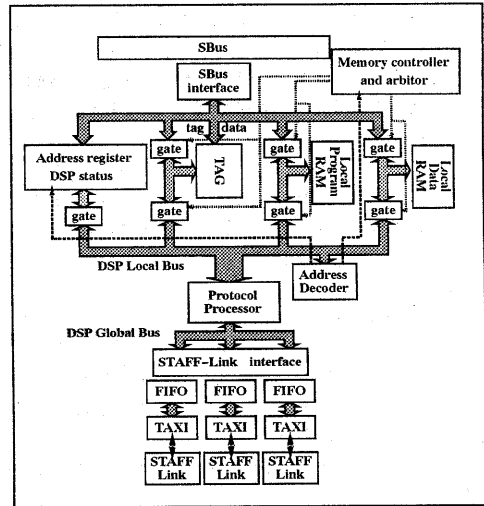 SBus
SBus
interface
Memory controller
and arbitor
tag data
Address register
DSP status
gate
TAG
gate
Local
Program
RAM
gate
Local
Data
RAM
gate
gate
gate
gate
DSP Local Bus
Address
Decoder
Protocol
Processor
DSP Global Bus
STAFF-Link interface
FIFO FIFO FIFO
TAXI TAXI TAXI
STAFF STAFF STAFF
Link Link Link